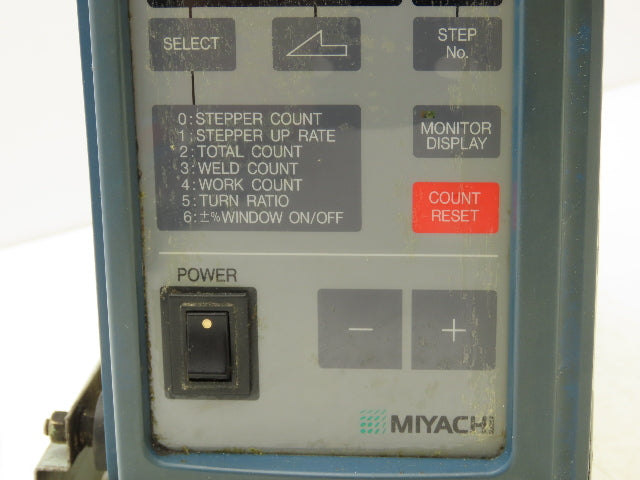 SELECT
STEP
No.
0:STEPPER COUNT
1:STEPPER UP RATE
2:TOTAL COUNT
3:WELD COUNT
4:WORK COUNT
5:TURN RATIO
6:±%WINDOW ON/OFF
MONITOR
DISPLAY
COUNT
RESET
POWER
−
+
MIYACHI